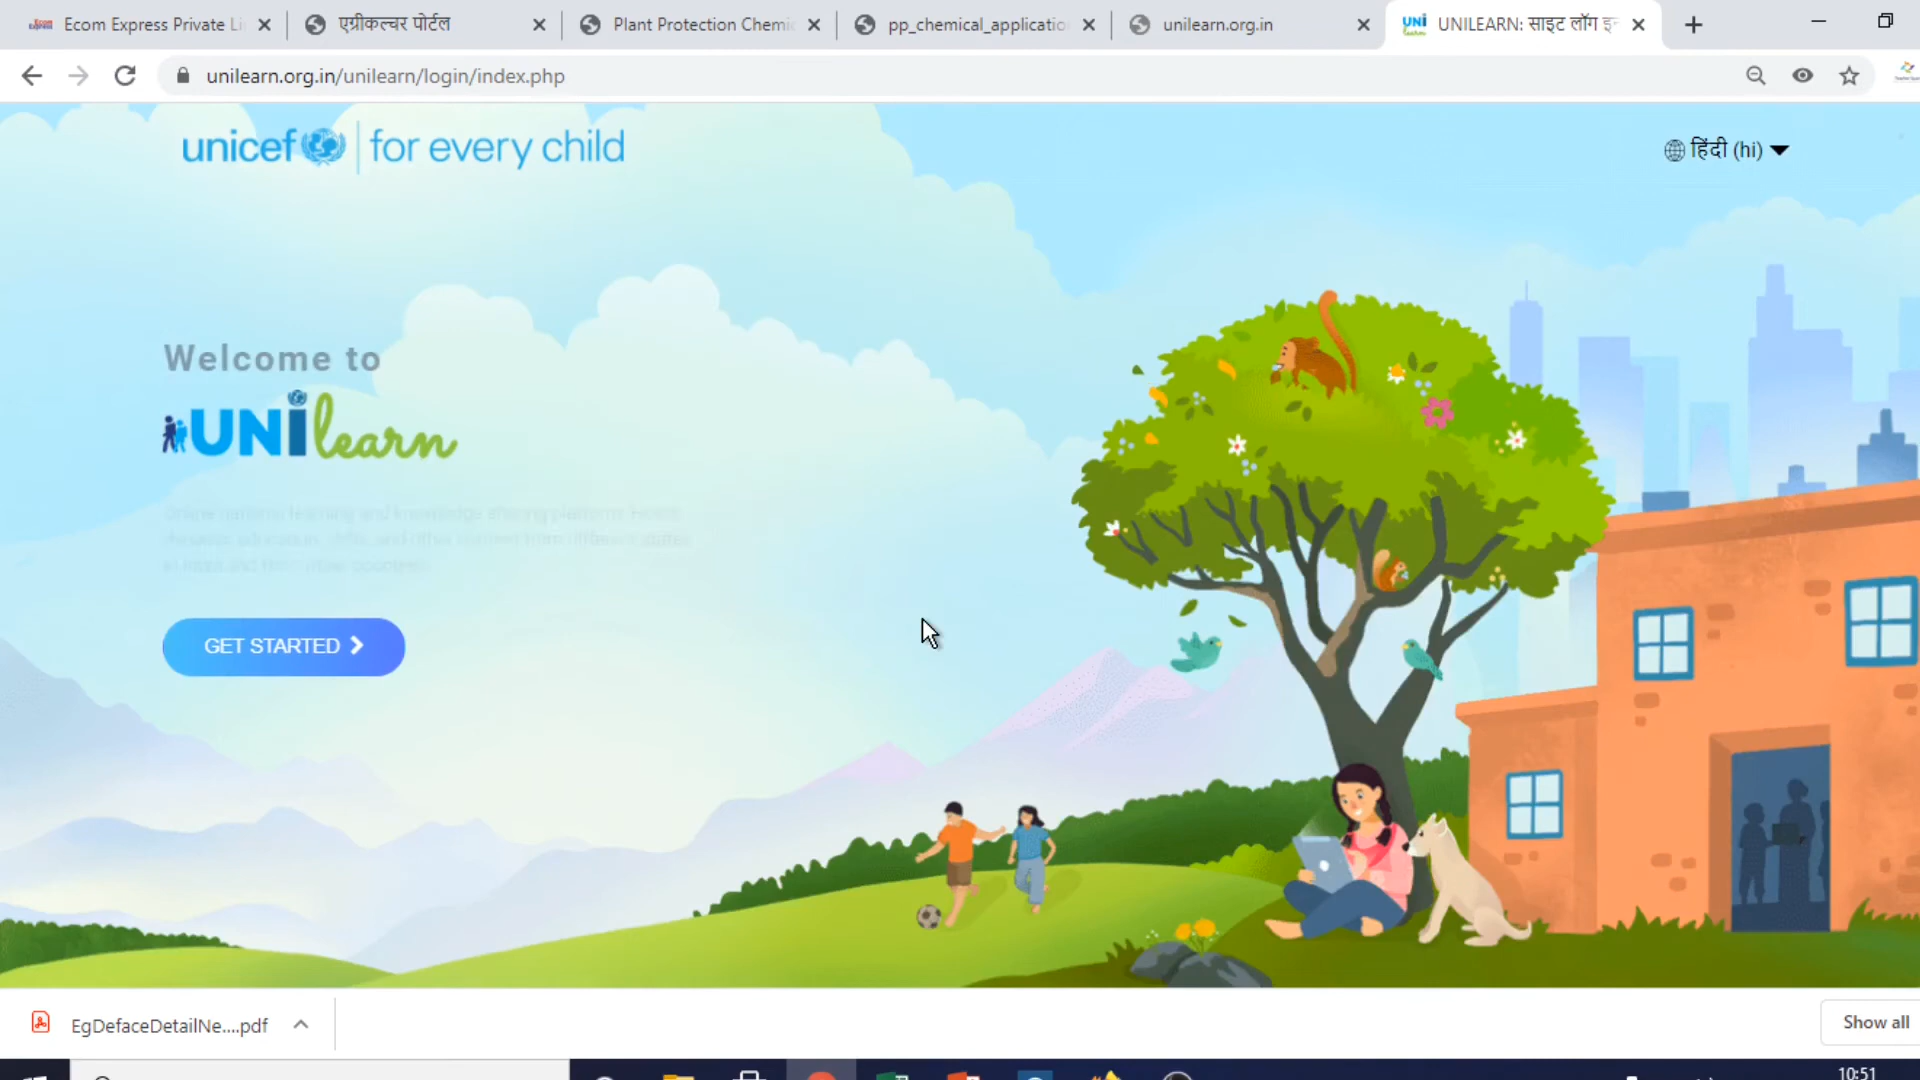 Ecom Express Private Li
एग्रीकल्चर पोर्टल
Plant Protection Chemi
pp_chemical_applicatio
unilearn.org.in
UNILEARN: साइट लॉग इन
unilearn.org.in/unilearn/login/index.php
unicef for every child
हिंदी (hi)
Welcome to
UNIlearn
GET STARTED
EgDefaceDetailNe....pdf
Show all
10:51